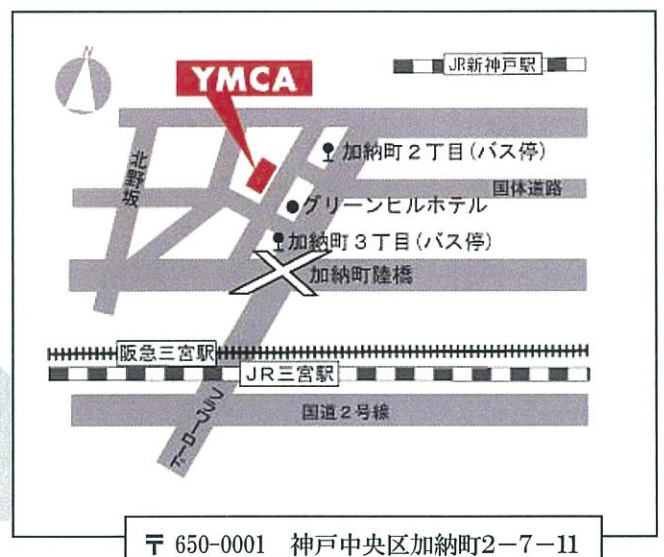 N
JR新神戸駅
YMCA
加納町2丁目(バス停)
北野坂
国体道路
グリーンヒルホテル
加納町3丁目(バス停)
加納町陸橋
阪急三宮駅
JR三宮駅
国道2号線
フラワーロード
〒 650-0001 神戸中央区加納町2-7-11